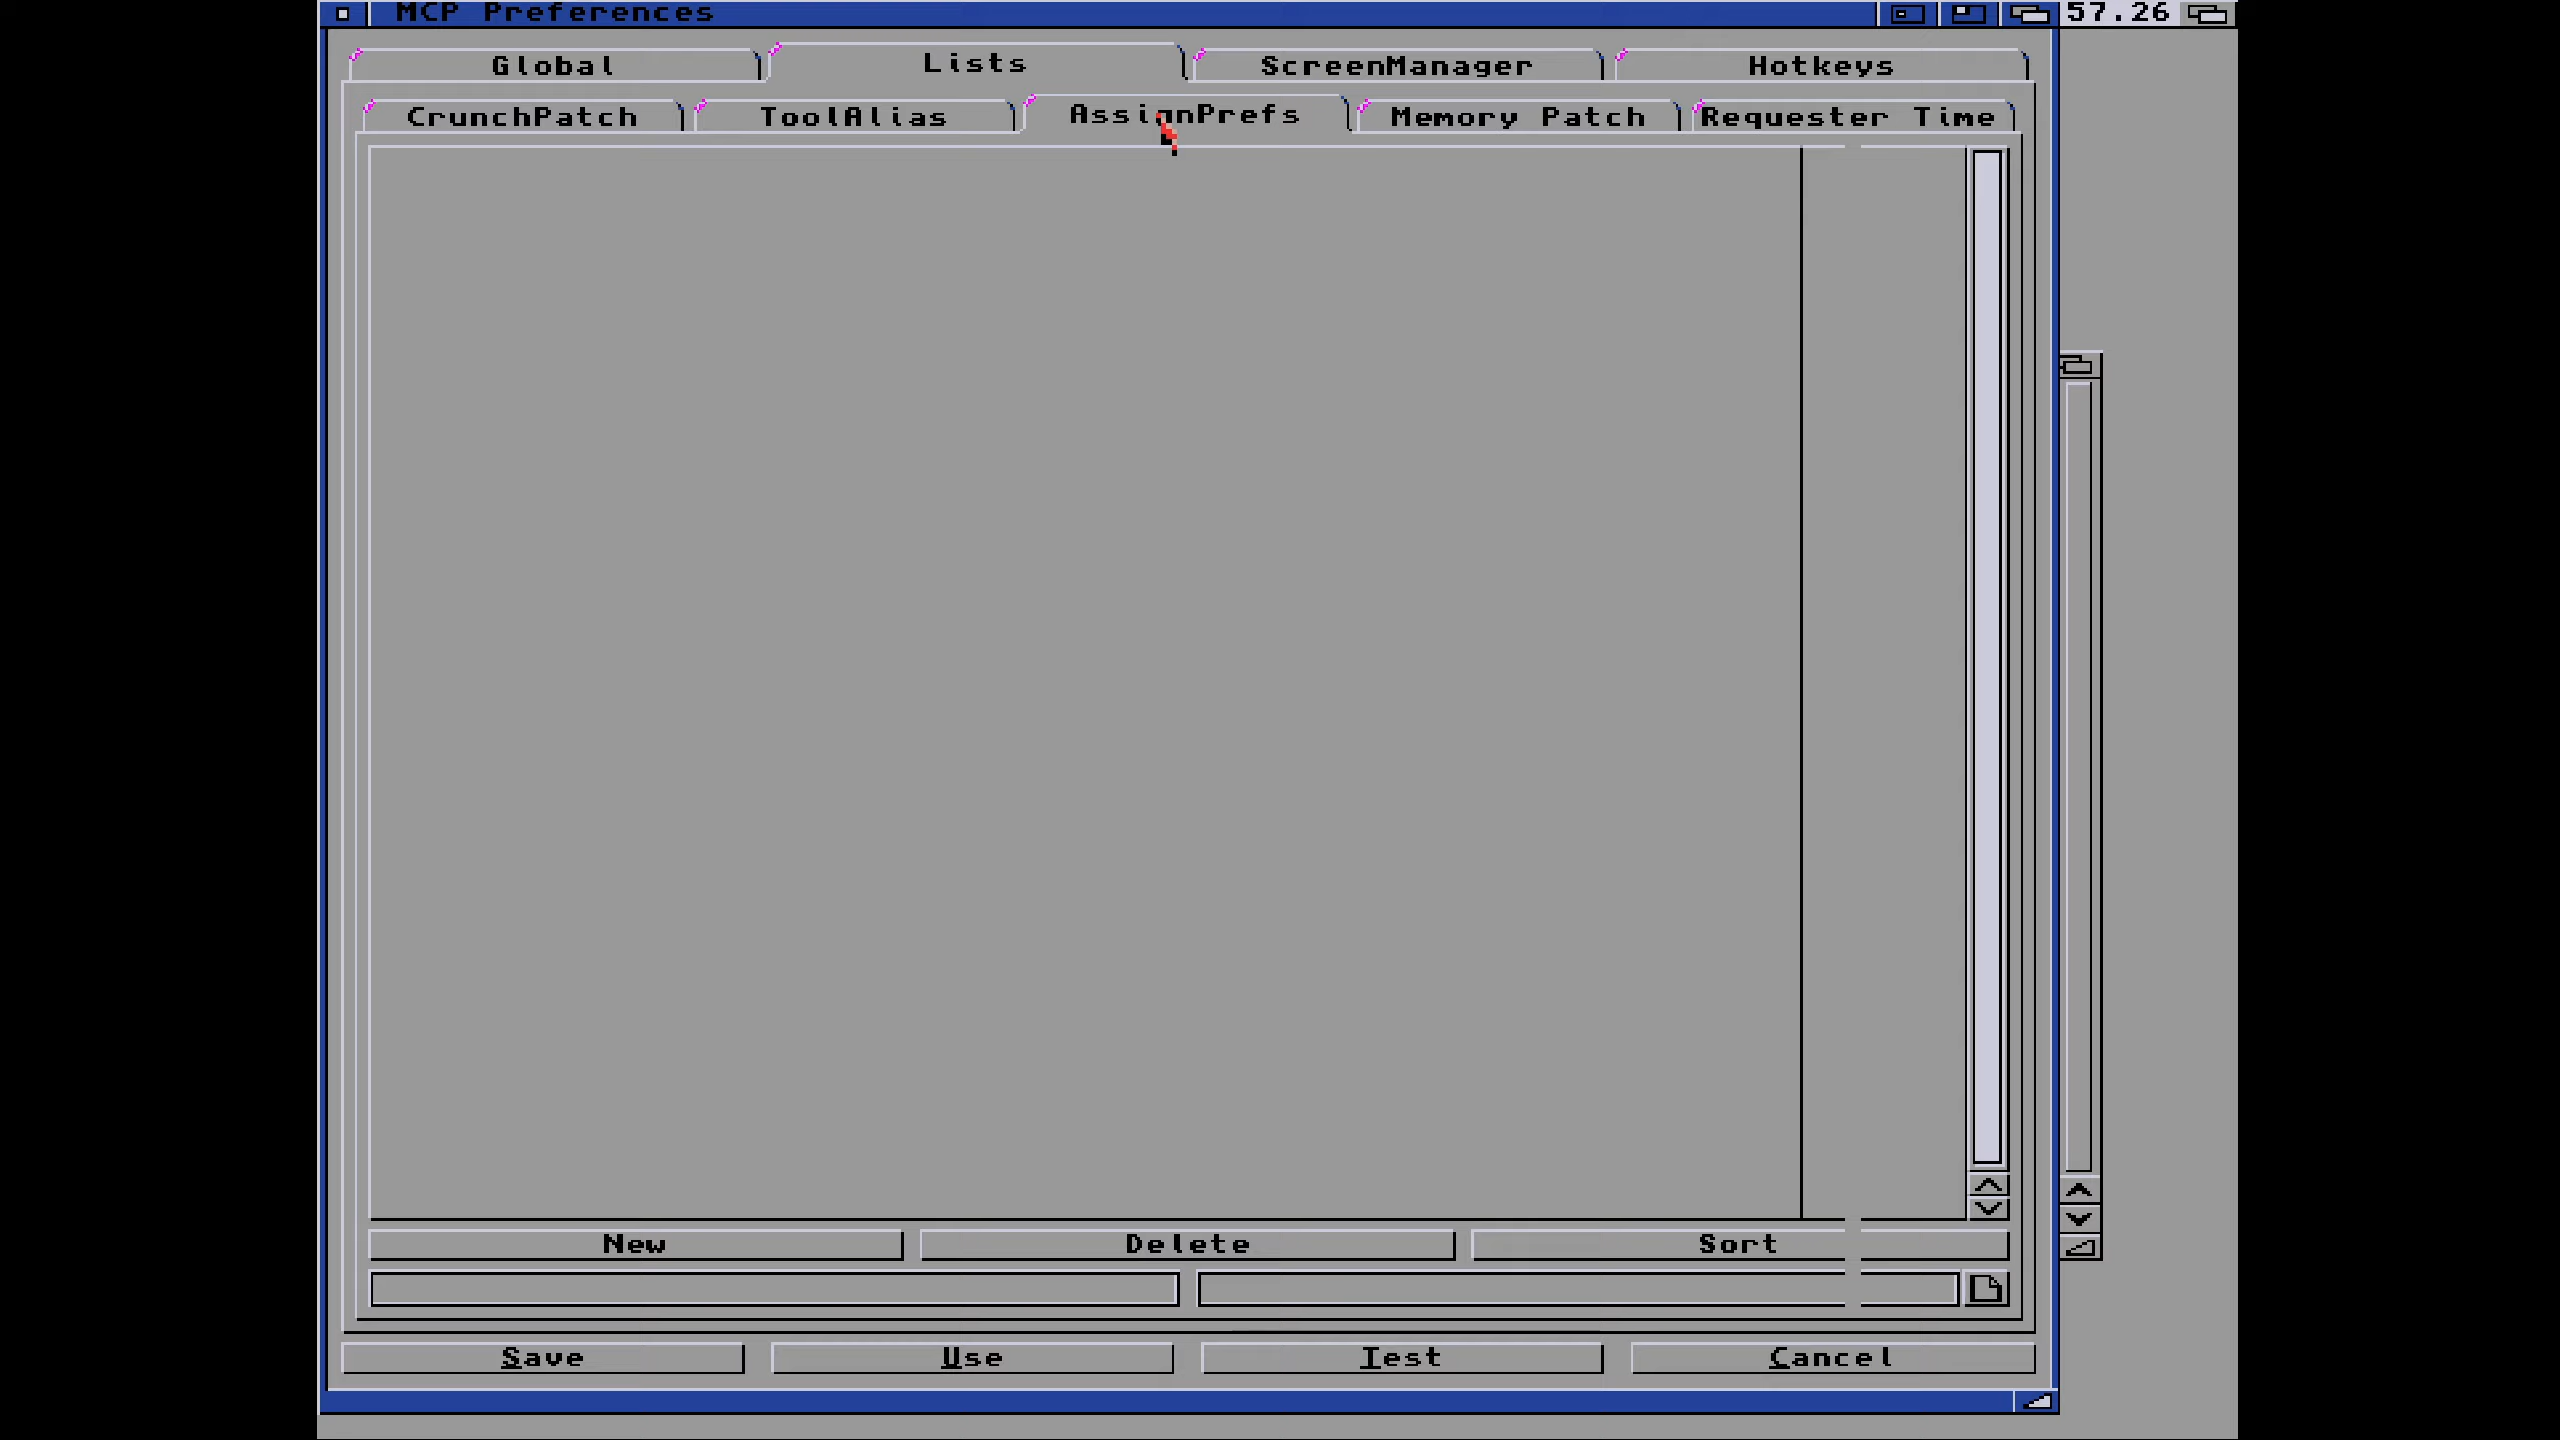 MCP Preferences
57.26
Global
Lists
ScreenManager
Hotkeys
CrunchPatch
ToolAlias
AssignPrefs
Memory Patch
Requester Time
New
Delete
Sort
Save
Use
Test
Cancel